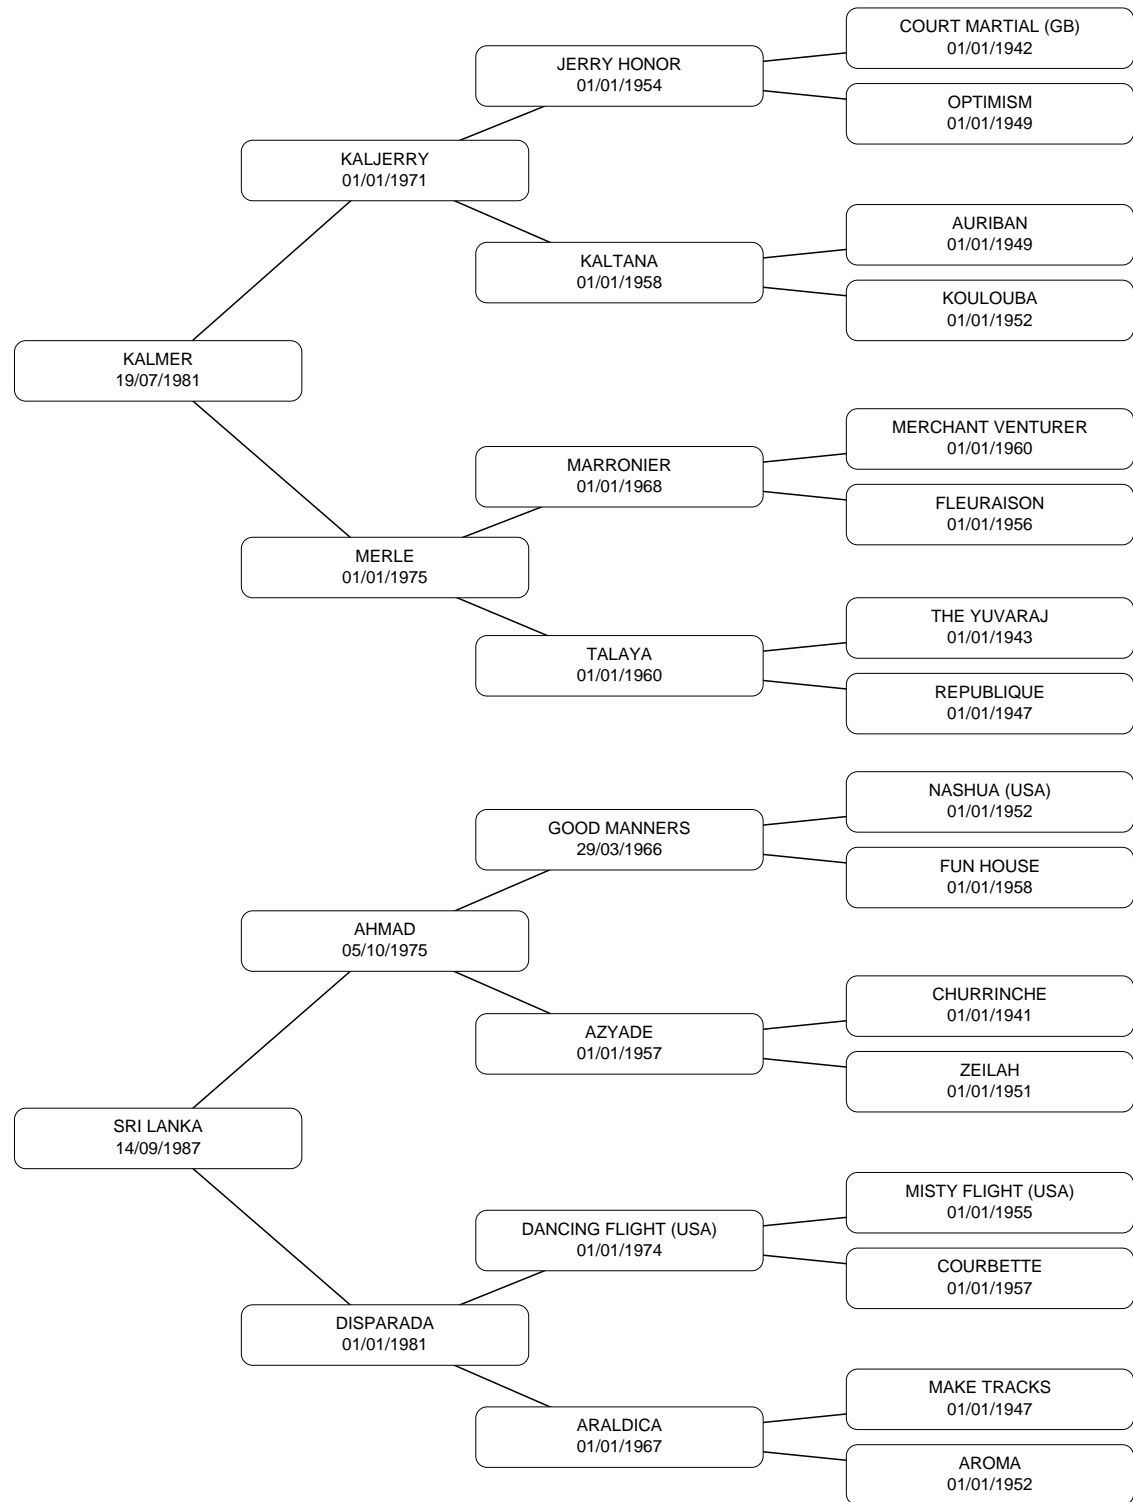 COURT MARTIAL (GB)
01/01/1942
JERRY HONOR
01/01/1954
OPTIMISM
01/01/1949
KALJERRY
01/01/1971
AURIBAN
01/01/1949
KALTANA
01/01/1958
KOULOUBA
01/01/1952
KALMER
19/07/1981
MERCHANT VENTURER
01/01/1960
MARRONIER
01/01/1968
FLEURAISON
01/01/1956
MERLE
01/01/1975
THE YUVARAJ
01/01/1943
TALAYA
01/01/1960
REPUBLIQUE
01/01/1947
NASHUA (USA)
01/01/1952
GOOD MANNERS
29/03/1966
FUN HOUSE
01/01/1958
AHMAD
05/10/1975
CHURRINCHE
01/01/1941
AZYADE
01/01/1957
ZEILAH
01/01/1951
SRI LANKA
14/09/1987
MISTY FLIGHT (USA)
01/01/1955
DANCING FLIGHT (USA)
01/01/1974
COURBETTE
01/01/1957
DISPARADA
01/01/1981
MAKE TRACKS
01/01/1947
ARALDICA
01/01/1967
AROMA
01/01/1952